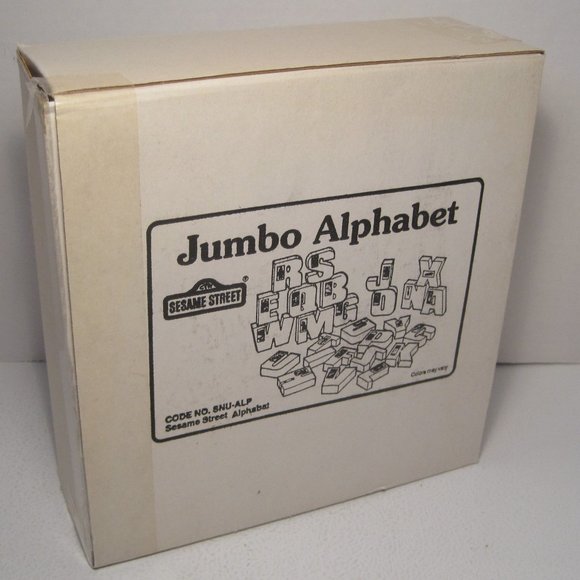 Jumbo Alphabet
SESAME STREET®
R S
E Q B
W M G
J X
D W A
Colors may vary
CODE NO. SNU-ALP
Sesame Street Alphabet